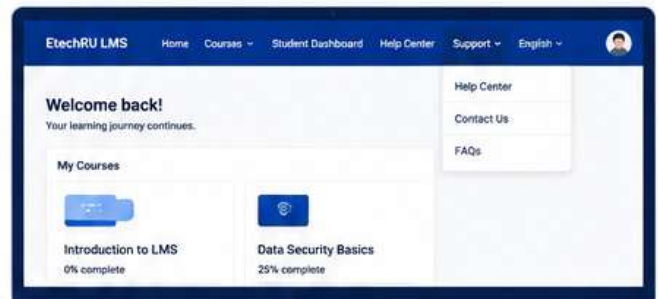 EtechRU LMS Home Courses Student Dashboard Help Center Support English
Help Center
Contact Us
FAQs
Welcome back!
Your learning journey continues.
My Courses
Introduction to LMS
0% complete
Data Security Basics
25% complete